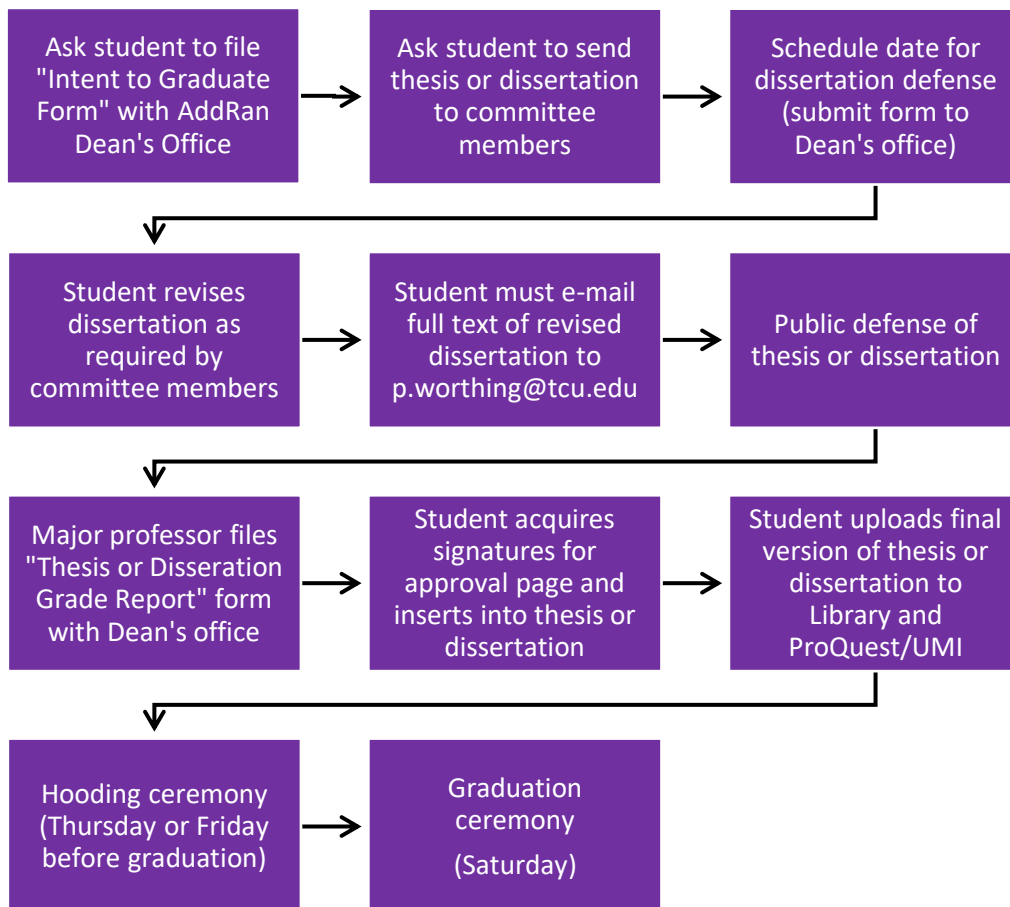 Ask student to file
"Intent to Graduate
Form" with AddRan
Dean's Office
Ask student to send
thesis or dissertation
to committee
members
Schedule date for
dissertation defense
(submit form to
Dean's office)
Student revises
dissertation as
required by
committee members
Student must e-mail
full text of revised
dissertation to
p.worthing@tcu.edu
Public defense of
thesis or dissertation
Major professor files
"Thesis or Disseration
Grade Report" form
with Dean's office
Student acquires
signatures for
approval page and
inserts into thesis or
dissertation
Student uploads final
version of thesis or
dissertation to
Library and
ProQuest/UMI
Hooding ceremony
(Thursday or Friday
before graduation)
Graduation
ceremony
(Saturday)